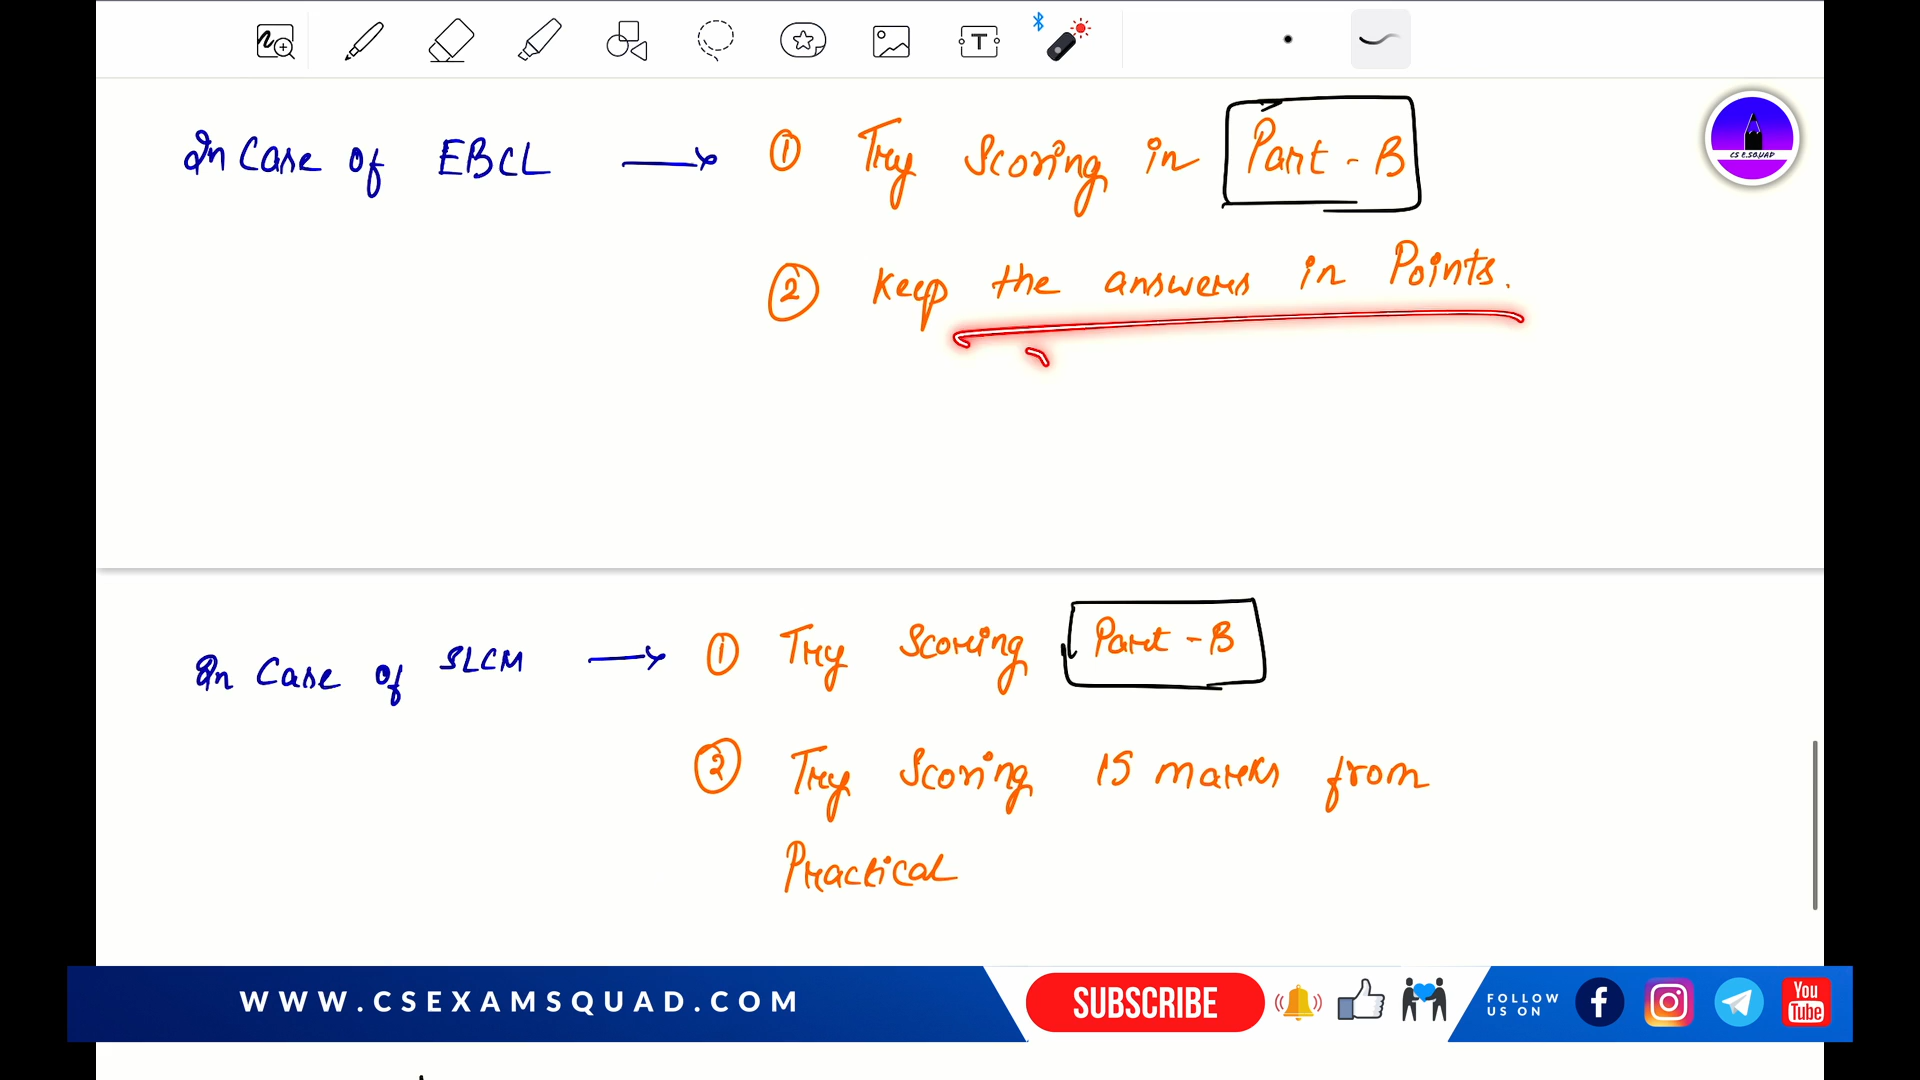 CS E.SQUAD
In Case of EBCL → ① Try Scoring in Part - B
② Keep the answers in Points.
In Case of SLCM → ① Try Scoring Part - B
② Try Scoring 15 marks from
Practical
WWW.CSEXAMSQUAD.COM
SUBSCRIBE
FOLLOW
US ON
You
Tube